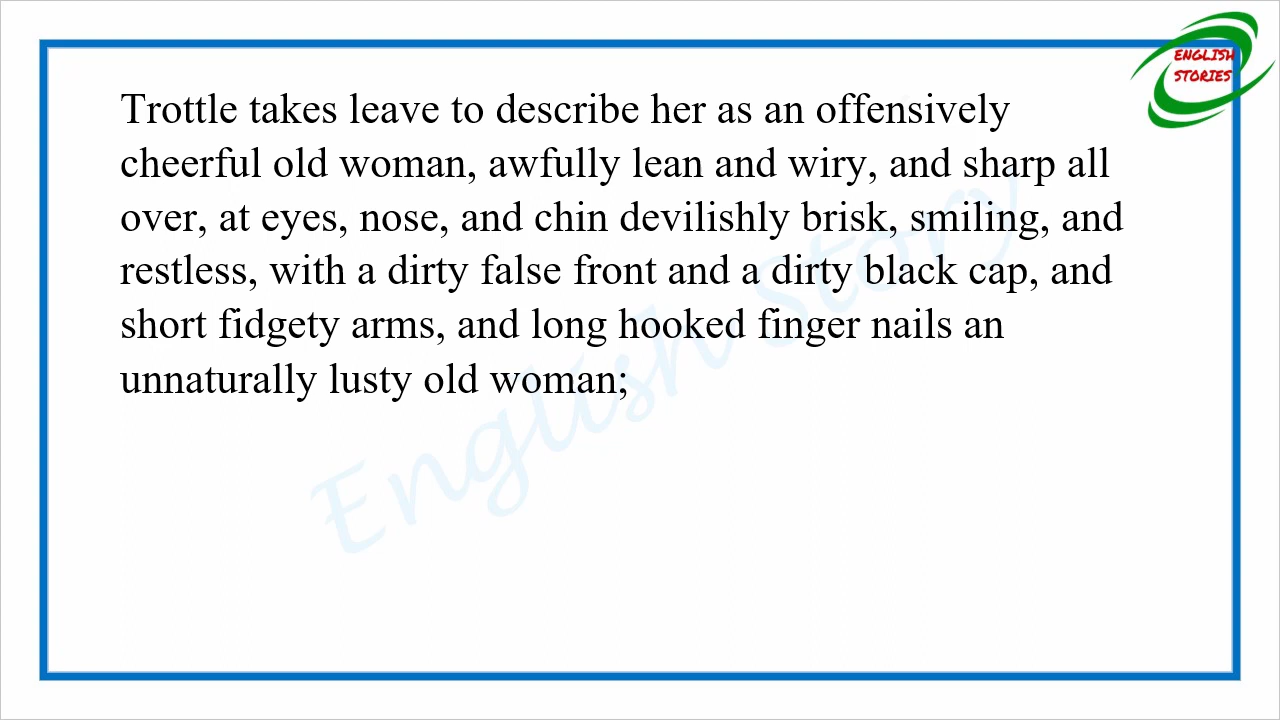 ENGLISH
STORIES
Trottle takes leave to describe her as an offensively
cheerful old woman, awfully lean and wiry, and sharp all
over, at eyes, nose, and chin devilishly brisk, smiling, and
restless, with a dirty false front and a dirty black cap, and
short fidgety arms, and long hooked finger nails an
unnaturally lusty old woman;
English Story